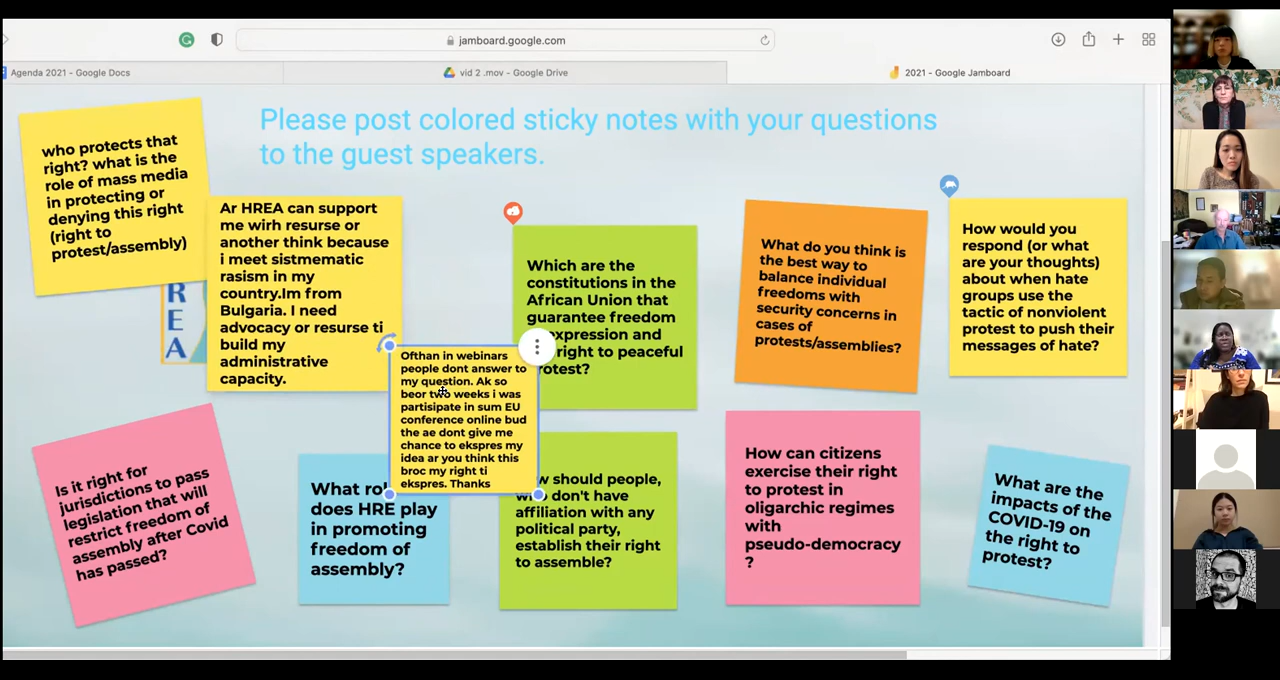 jamboard.google.com
Agenda 2021 - Google Docs
vid 2 .mov - Google Drive
2021 - Google Jamboard
Please post colored sticky notes with your questions
to the guest speakers.
who protects that
right? what is the
role of mass media
in protecting or
denying this right
(right to
protest/assembly)
R
E
A
Ar HREA can support
me wirh resurse or
another think because
i meet sistmematic
rasism in my
country.Im from
Bulgaria. I need
advocacy or resurse ti
build my
administrative
capacity.
Which are the
constitutions in the
African Union that
guarantee freedom
expression and
right to peaceful
rotest?
What do you think is
the best way to
balance individual
freedoms with
security concerns in
cases of
protests/assemblies?
How would you
respond (or what
are your thoughts)
about when hate
groups use the
tactic of nonviolent
protest to push their
messages of hate?
Ofthan in webinars
people dont answer to
my question. Ak so
beor two weeks i was
partisipate in sum EU
conference online bud
the ae dont give me
chance to ekspres my
idea ar you think this
broc my right ti
ekspres. Thanks
Is it right for
jurisdictions to pass
legislation that will
restrict freedom of
assembly after Covid
has passed?
What rol
does HRE play
in promoting
freedom of
assembly?
should people,
don't have
affiliation with any
political party,
establish their right
to assemble?
How can citizens
exercise their right
to protest in
oligarchic regimes
with
pseudo-democracy
?
What are the
impacts of the
COVID-19 on
the right to
protest?